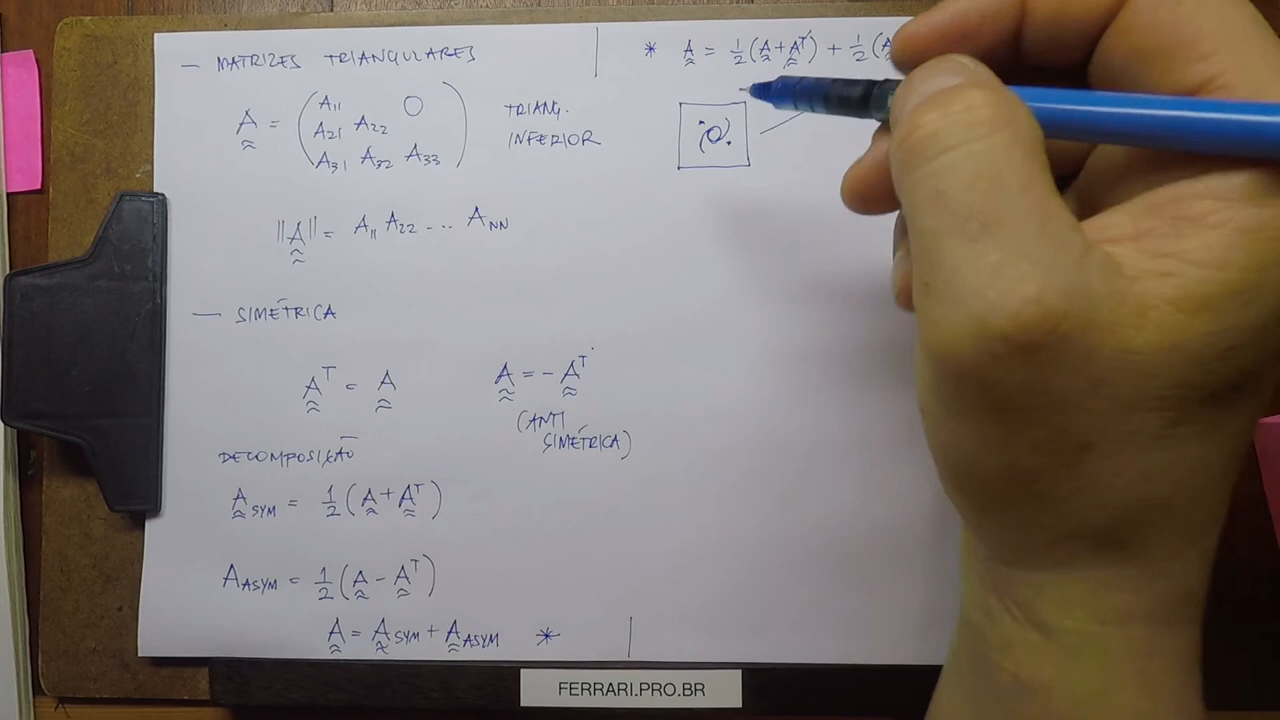 — MATRIZES TRIANGULARES
A = (A11 0
A21 A22
A31 A32 A33)
TRIANG.
INFERIOR
||A|| = A11 A22 --·· ANN
— SIMÉTRICA
A^T = A
A = -A^T
(ANTI
SIMÉTRICA)
DECOMPOSIÇÃO
A SYM = 1/2 (A + A^T)
A ASYM = 1/2 (A - A^T)
A = A SYM + A ASYM *
* A = 1/2 (A + A^T) + 1/2 (A
FERRARI.PRO.BR